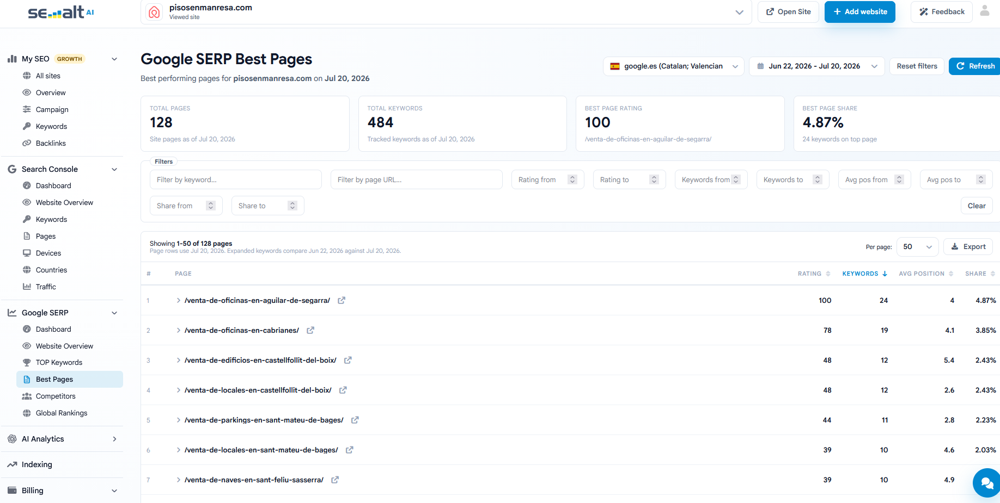 se...alt AI
pisosenmanresa.com
Viewed site
Open Site
Add website
Feedback
My SEO GROWTH
All sites
Overview
Campaign
Keywords
Backlinks
Search Console
Dashboard
Website Overview
Keywords
Pages
Devices
Countries
Traffic
Google SERP
Dashboard
Website Overview
TOP Keywords
Best Pages
Competitors
Global Rankings
AI Analytics
Indexing
Billing
Google SERP Best Pages
Best performing pages for pisosenmanresa.com on Jul 20, 2026
google.es (Catalan; Valencian
Jun 22, 2026 - Jul 20, 2026
Reset filters
Refresh
TOTAL PAGES
128
Site pages as of Jul 20, 2026
TOTAL KEYWORDS
484
Tracked keywords as of Jul 20, 2026
BEST PAGE RATING
100
/venta-de-oficinas-en-aguilar-de-segarra/
BEST PAGE SHARE
4.87%
24 keywords on top page
Filters
Filter by keyword...
Filter by page URL...
Rating from
Rating to
Keywords from
Keywords to
Avg pos from
Avg pos to
Share from
Share to
Clear
Showing 1-50 of 128 pages
Page rows use Jul 20, 2026. Expanded keywords compare Jun 22, 2026 against Jul 20, 2026.
Per page: 50
Export
# PAGE RATING KEYWORDS AVG POSITION SHARE
1 /venta-de-oficinas-en-aguilar-de-segarra/ 100 24 4 4.87%
2 /venta-de-oficinas-en-cabrianes/ 78 19 4.1 3.85%
3 /venta-de-edificios-en-castellfollit-del-boix/ 48 12 5.4 2.43%
4 /venta-de-locales-en-castellfollit-del-boix/ 48 12 2.6 2.43%
5 /venta-de-parkings-en-sant-mateu-de-bages/ 44 11 2.8 2.23%
6 /venta-de-locales-en-sant-mateu-de-bages/ 39 10 4.6 2.03%
7 /venta-de-naves-en-sant-feliu-sasserra/ 39 10 4.9